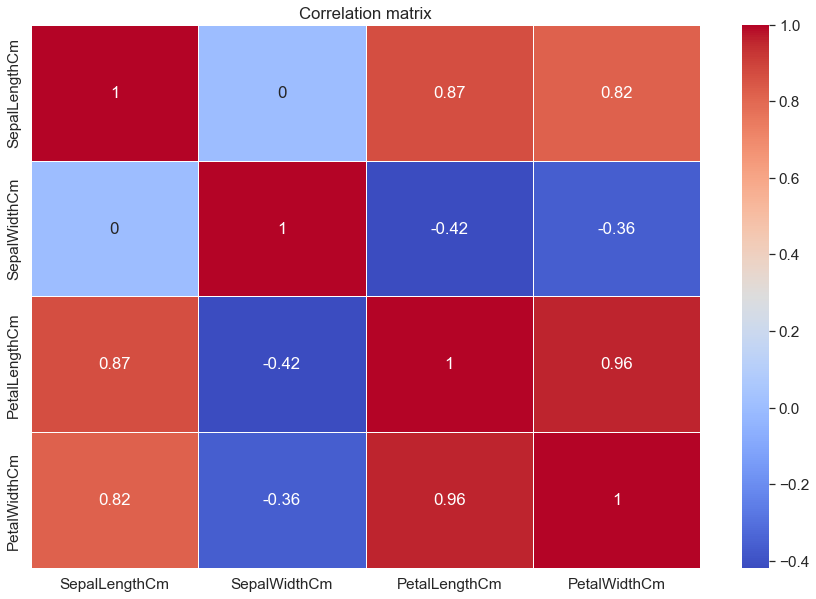 Correlation matrix
SepalLengthCm
1 0 0.87 0.82
SepalWidthCm
0 1 -0.42 -0.36
PetalLengthCm
0.87 -0.42 1 0.96
PetalWidthCm
0.82 -0.36 0.96 1
SepalLengthCm SepalWidthCm PetalLengthCm PetalWidthCm
1.0
0.8
0.6
0.4
0.2
0.0
−0.2
−0.4